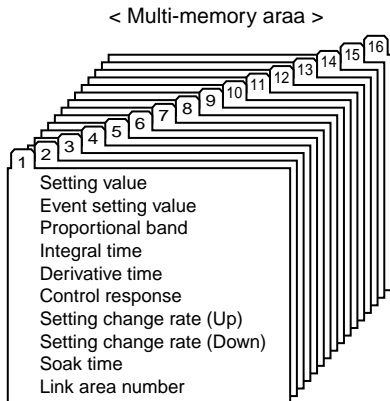 < Multi-memory araa >
1 2 3 4 5 6 7 8 9 10 11 12 13 14 15 16
Setting value
Event setting value
Proportional band
Integral time
Derivative time
Control response
Setting change rate (Up)
Setting change rate (Down)
Soak time
Link area number